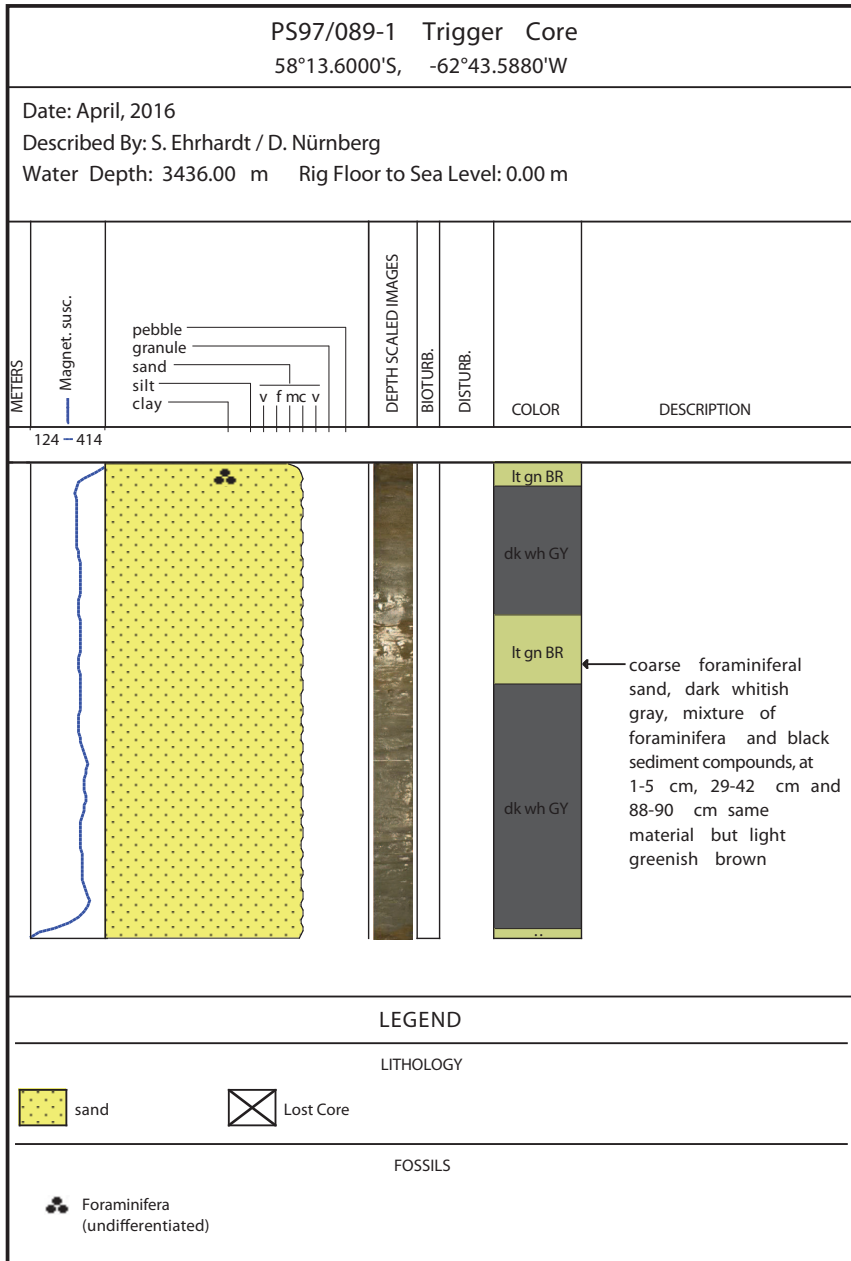 PS97/089-1 Trigger Core
58°13.6000'S, -62°43.5880'W
Date: April, 2016
Described By: S. Ehrhardt / D. Nürnberg
Water Depth: 3436.00 m Rig Floor to Sea Level: 0.00 m
METERS
Magnet. susc.
pebble
granule
sand
silt
clay
v f m c v
DEPTH SCALED IMAGES
BIOTURB.
DISTURB.
COLOR
DESCRIPTION
124 – 414
lt gn BR
dk wh GY
lt gn BR
dk wh GY
coarse foraminiferal
sand, dark whitish
gray, mixture of
foraminifera and black
sediment compounds, at
1-5 cm, 29-42 cm and
88-90 cm same
material but light
greenish brown
LEGEND
LITHOLOGY
sand
Lost Core
FOSSILS
Foraminifera
(undifferentiated)